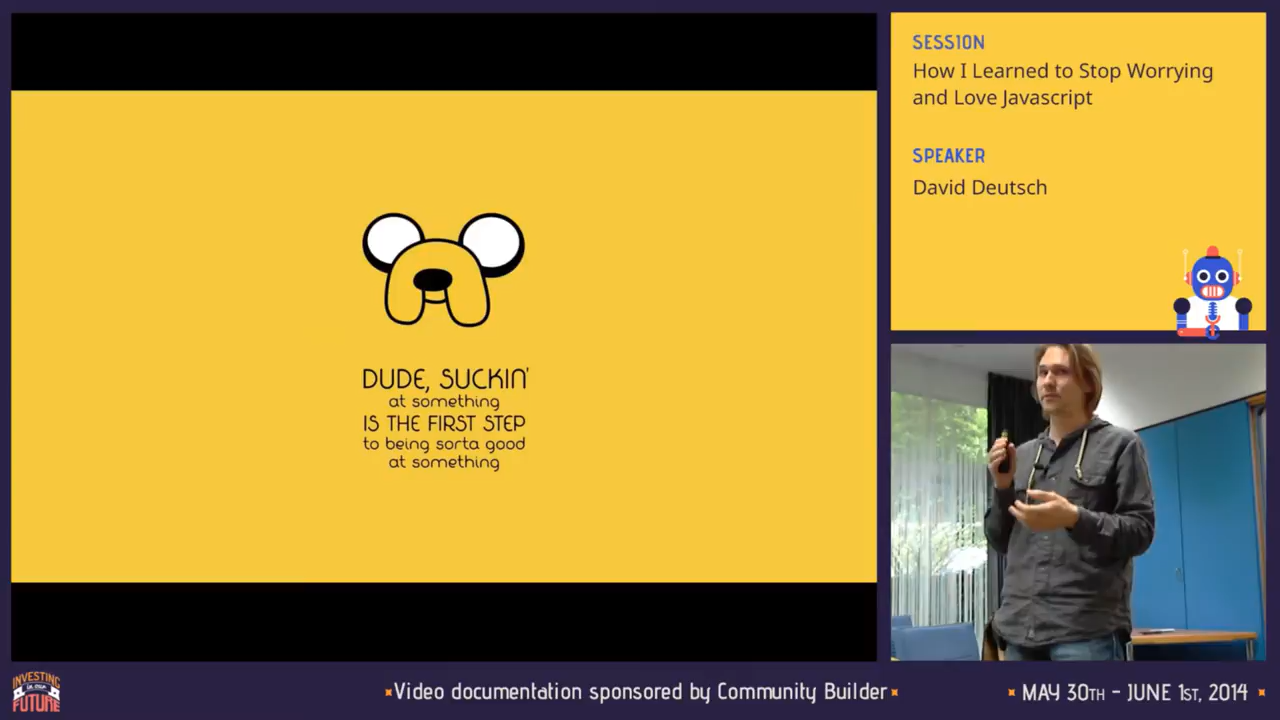 DUDE, SUCKIN'
at something
IS THE FIRST STEP
to being sorta good
at something
SESSION
How I Learned to Stop Worrying
and Love Javascript
SPEAKER
David Deutsch
INVESTING
IN OUR
FUTURE
Video documentation sponsored by Community Builder
MAY 30TH - JUNE 1ST, 2014